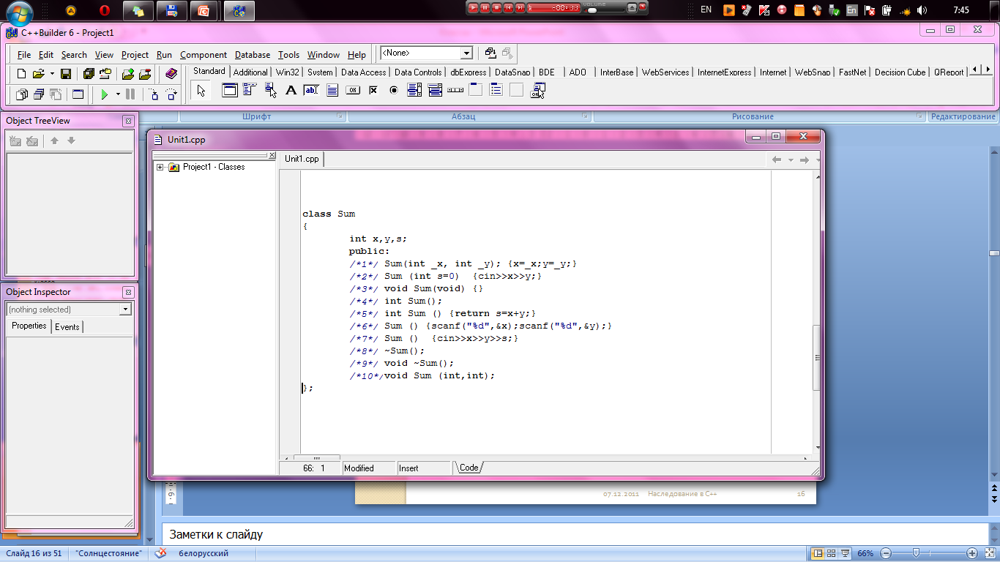 -00:33
VOLUME
EN
En
7:45
C++Builder 6 - Project1
File Edit Search View Project Run Component Database Tools Window Help
<None>
Standard Additional Win32 System Data Access Data Controls dbExpress DataSnap BDE ADO InterBase WebServices InternetExpress Internet WebSnap FastNet Decision Cube QReport
Шрифт Абзац Рисование Редактирование
Object TreeView
Unit1.cpp
Project1 - Classes
Unit1.cpp
class Sum
{
int x,y,s;
public:
/*1*/ Sum(int _x, int _y); {x=_x;y=_y;}
/*2*/ Sum (int s=0)  {cin>>x>>y;}
/*3*/ void Sum(void) {}
/*4*/ int Sum();
/*5*/ int Sum () {return s=x+y;}
/*6*/ Sum () {scanf("%d",&x);scanf("%d",&y);}
/*7*/ Sum ()  {cin>>x>>y>>s;}
/*8*/ ~Sum();
/*9*/ void ~Sum();
/*10*/void Sum (int,int);
};
Object Inspector
(nothing selected)
Properties Events
66: 1 Modified Insert Code
07.12.2011 Наследование в C++ 16
Заметки к слайду
Слайд 16 из 51 "Солнцестояние" белорусский 66%